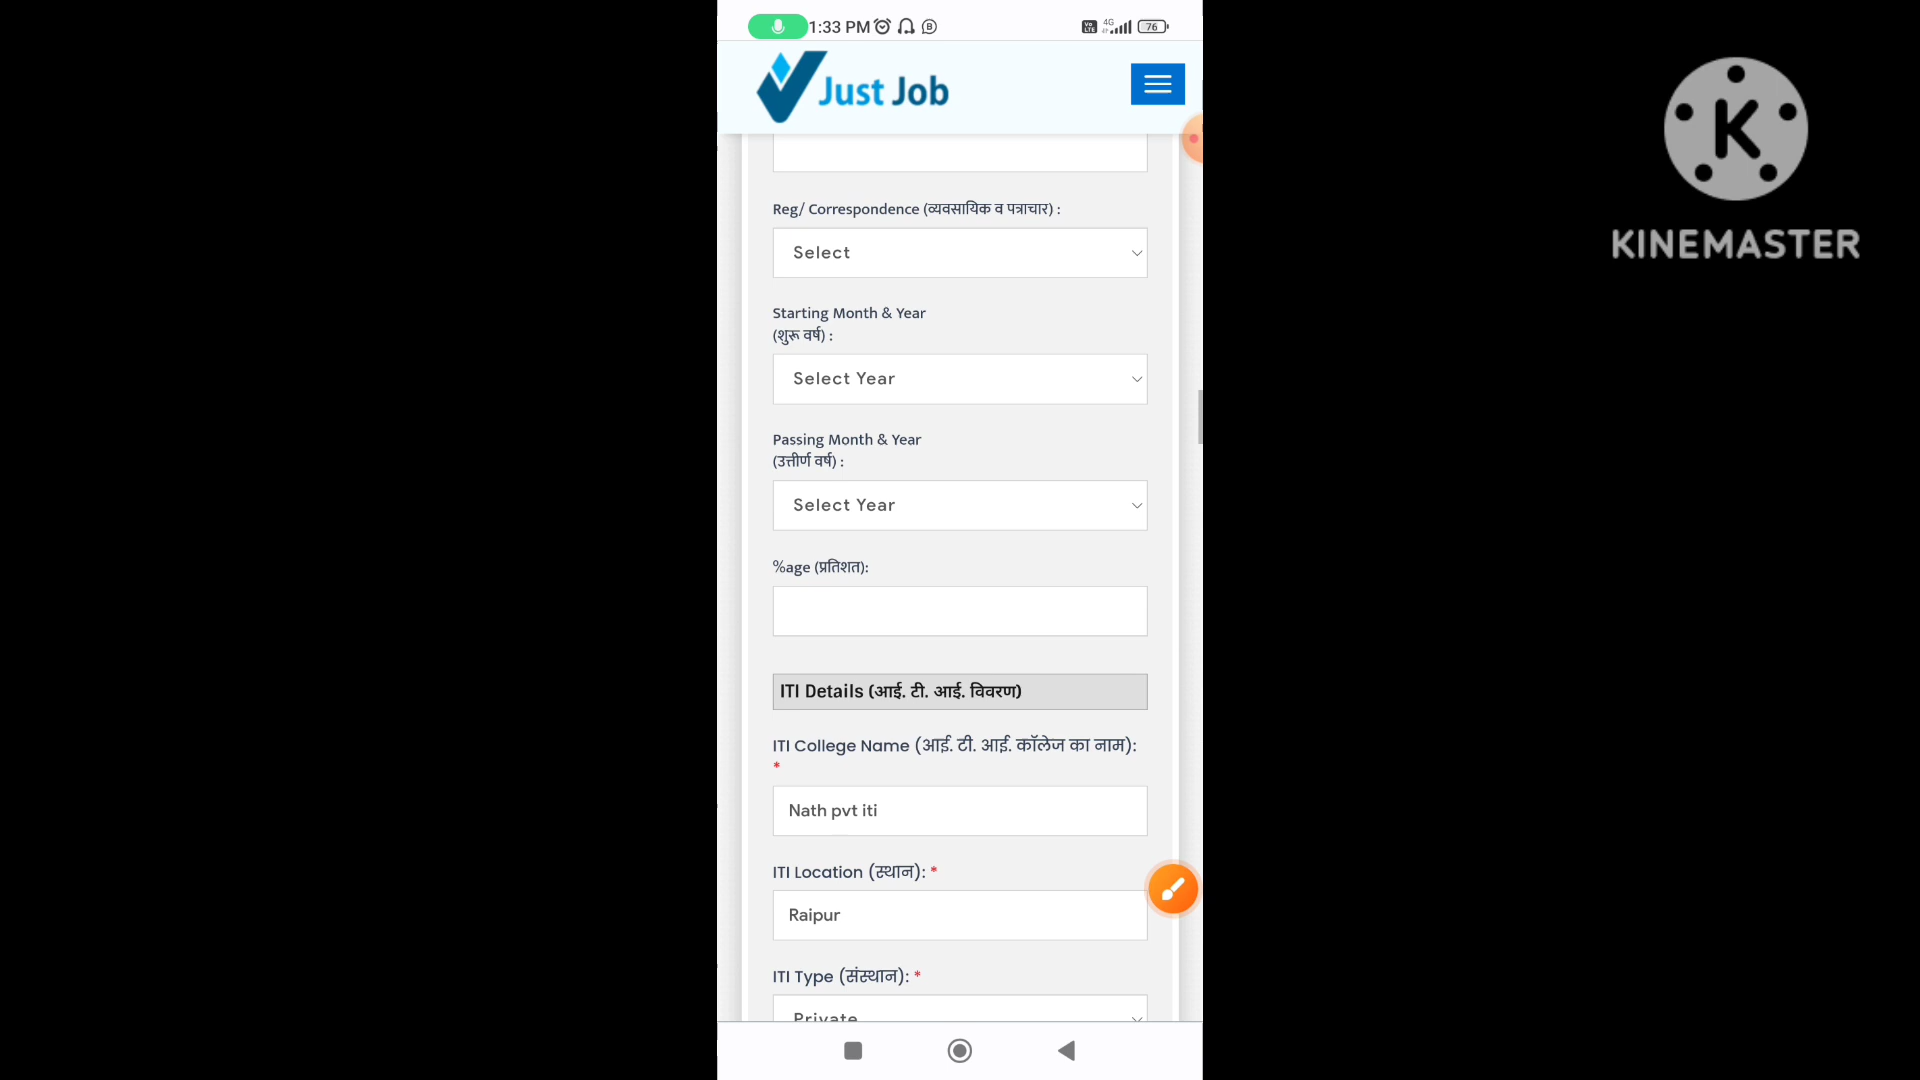 1:33 PM
4G
76
Just Job
K
KINEMASTER
Reg/ Correspondence (व्यवसायिक व पत्राचार) :
Select
Starting Month & Year
(शुरू वर्ष) :
Select Year
Passing Month & Year
(उत्तीर्ण वर्ष) :
Select Year
%age (प्रतिशत):
ITI Details (आई. टी. आई. विवरण)
ITI College Name (आई. टी. आई. कॉलेज का नाम):
*
Nath pvt iti
ITI Location (स्थान): *
Raipur
ITI Type (संस्थान): *
Private